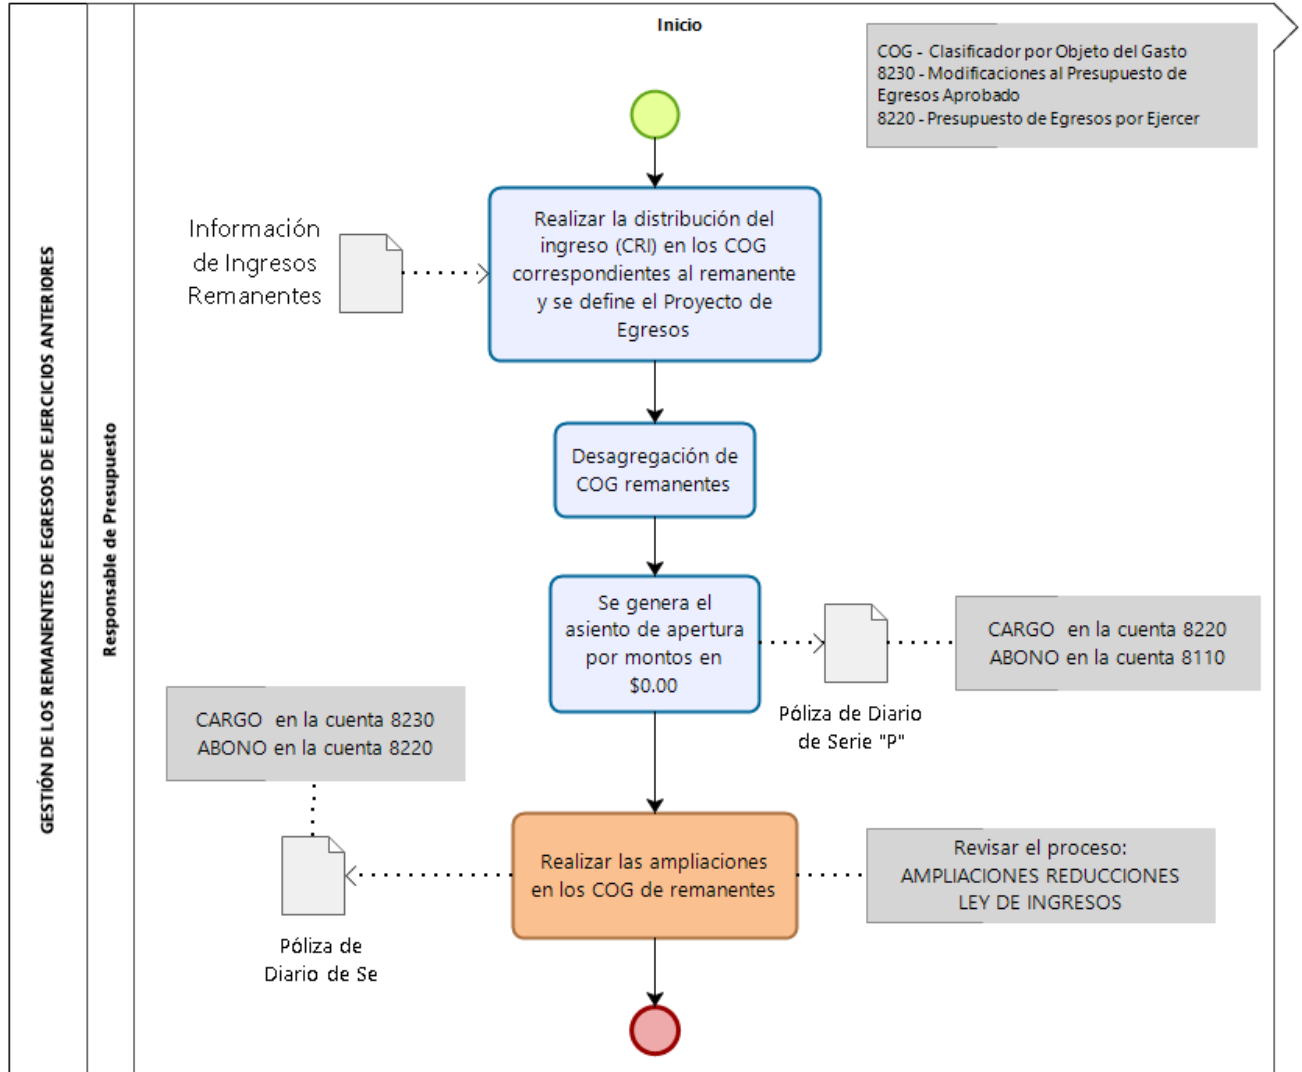 GESTIÓN DE LOS REMANENTES DE EGRESOS DE EJERCICIOS ANTERIORES
Responsable de Presupuesto
Inicio
COG - Clasificador por Objeto del Gasto
8230 - Modificaciones al Presupuesto de
Egresos Aprobado
8220 - Presupuesto de Egresos por Ejercer
Información
de Ingresos
Remanentes
Realizar la distribución del
ingreso (CRI) en los COG
correspondientes al remanente
y se define el Proyecto de
Egresos
Desagregación de
COG remanentes
Se genera el
asiento de apertura
por montos en
$0.00
CARGO en la cuenta 8220
ABONO en la cuenta 8110
Póliza de Diario
de Serie "P"
CARGO en la cuenta 8230
ABONO en la cuenta 8220
Realizar las ampliaciones
en los COG de remanentes
Revisar el proceso:
AMPLIACIONES REDUCCIONES
LEY DE INGRESOS
Póliza de
Diario de Se